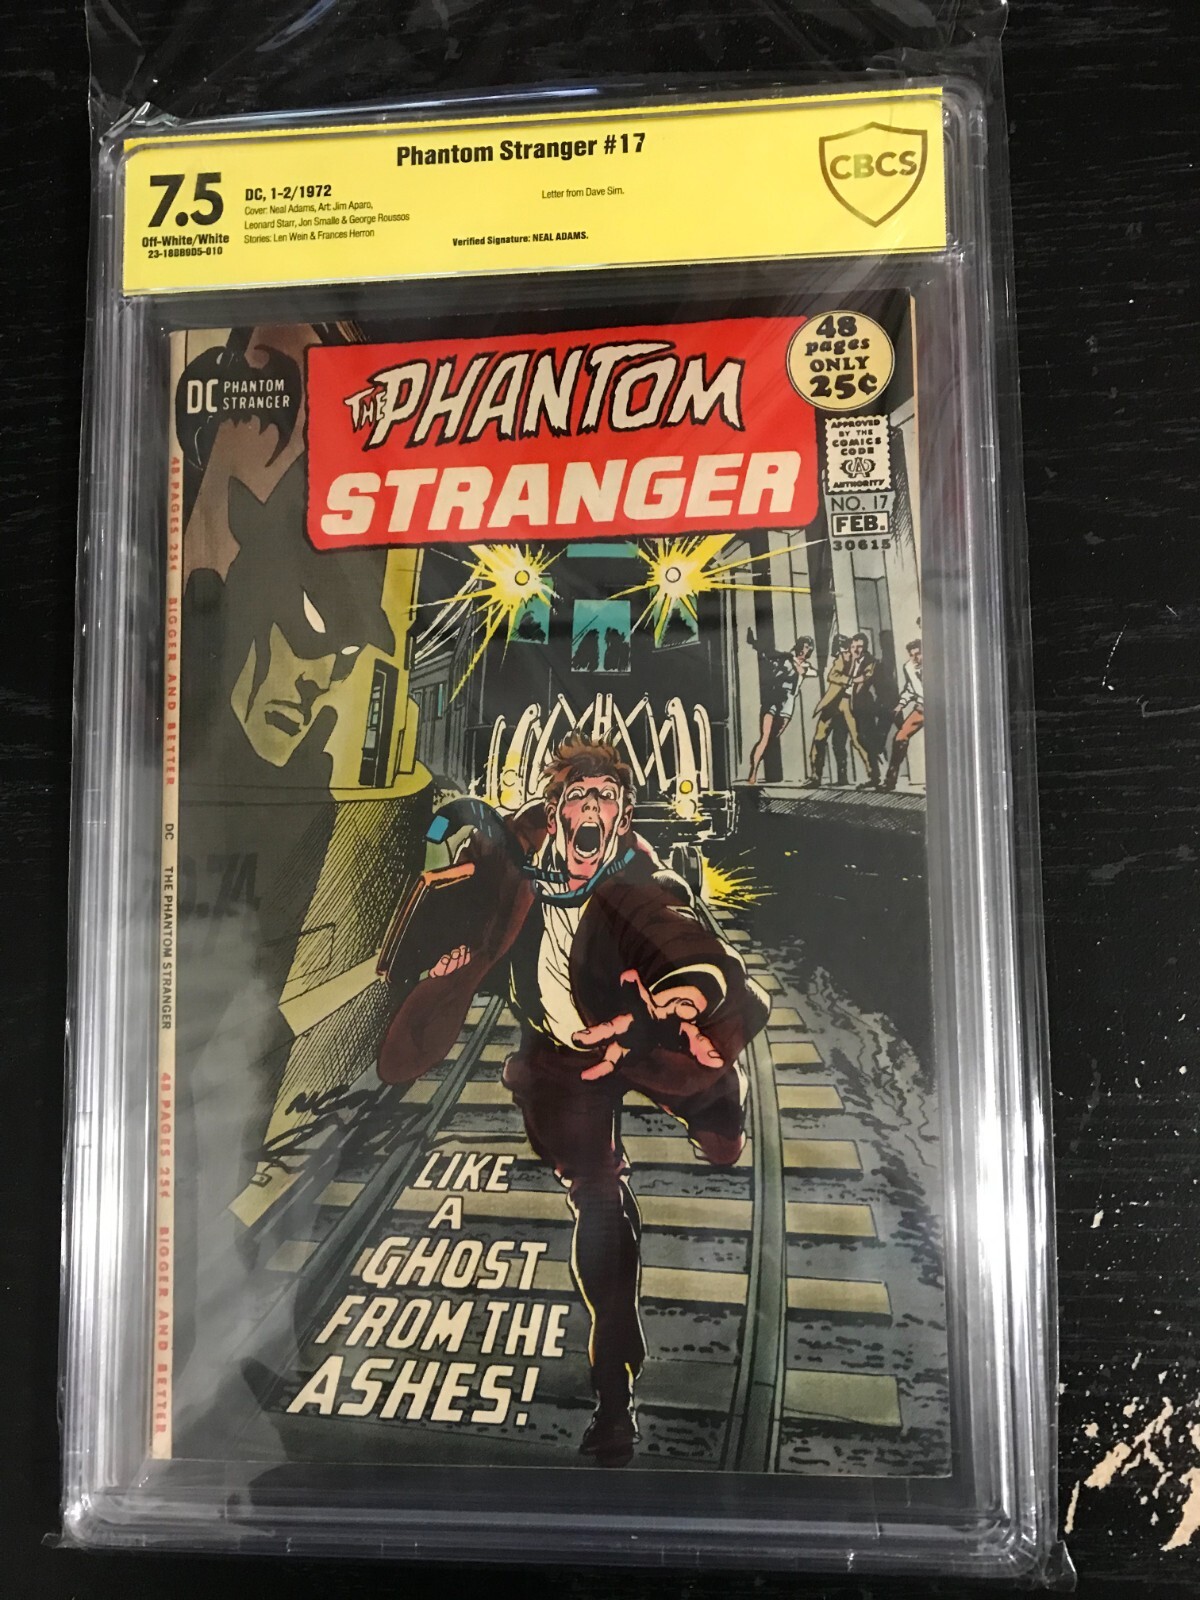 Phantom Stranger #17
7.5
Off-White/White
23-18BB9D5-010
DC, 1-2/1972
Cover: Neal Adams, Art: Jim Aparo,
Leonard Starr, Jon Smalle & George Roussos
Stories: Len Wein & Frances Herron
Letter from Dave Sim.
Verified Signature: NEAL ADAMS.
CBCS
DC PHANTOM
STRANGER
THE PHANTOM
STRANGER
48
pages
ONLY
25¢
APPROVED
BY THE
COMICS
CODE
CA
AUTHORITY
NO. 17
FEB.
30615
48 PAGES 25¢ BIGGER AND BETTER DC THE PHANTOM STRANGER 48 PAGES 25¢ BIGGER AND BETTER
LIKE
A
GHOST
FROM THE
ASHES!